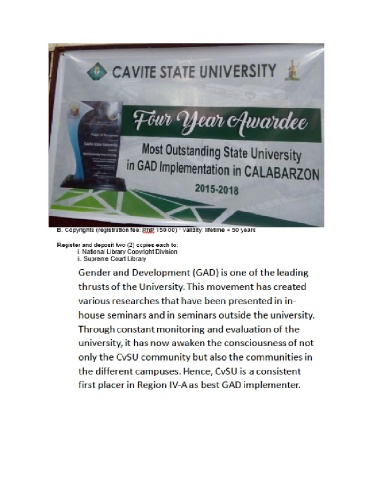 CAVITE STATE UNIVERSITY
Four Year Awardee
Most Outstanding State University
in GAD Implementation in CALABARZON
2015-2018
Cavite State University
B. Copyrights (registration fee: PhP 150.00) - validity: lifetime + 50 years
Register and deposit two (2) copies each to:
i. National Library Copyright Division
ii. Supreme Court Library
Gender and Development (GAD) is one of the leading
thrusts of the University. This movement has created
various researches that have been presented in in-
house seminars and in seminars outside the university.
Through constant monitoring and evaluation of the
university, it has now awaken the consciousness of not
only the CvSU community but also the communities in
the different campuses. Hence, CvSU is a consistent
first placer in Region IV-A as best GAD implementer.